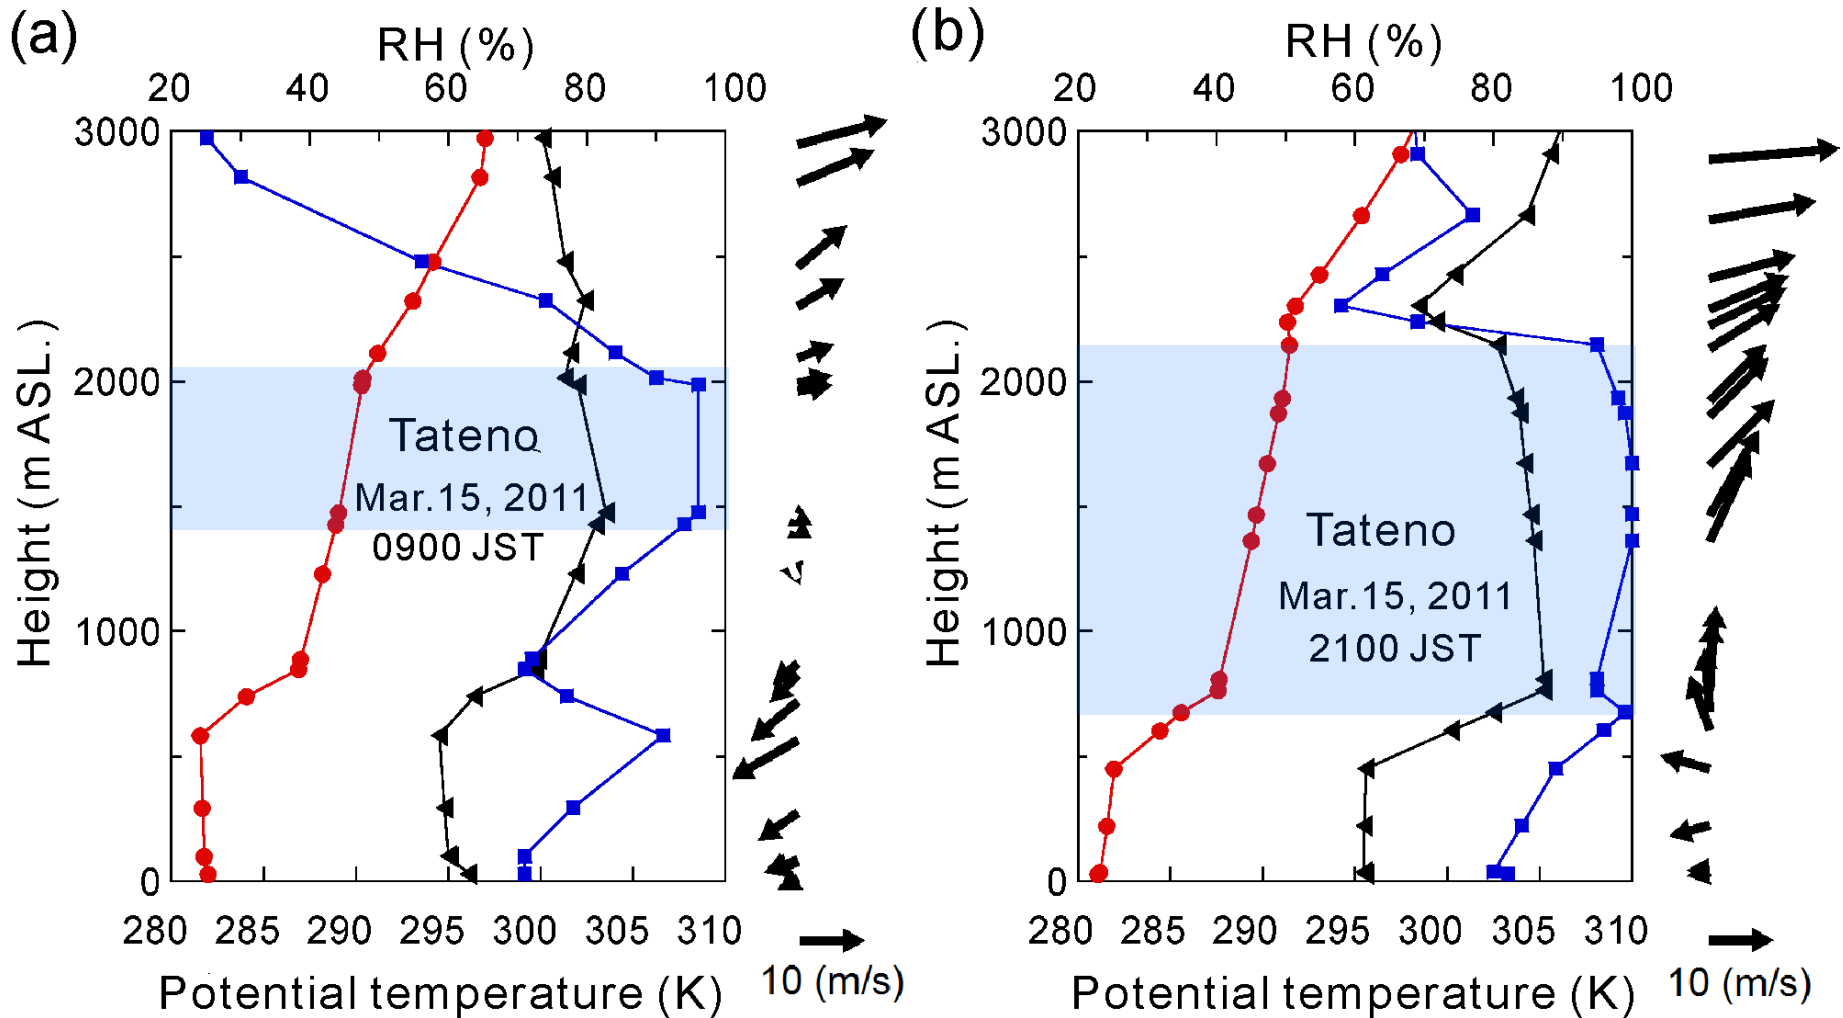 (a)
RH (%)
20 40 60 80 100
3000
2000
1000
0
Height (m ASL.)
Tateno
Mar.15, 2011
0900 JST
280 285 290 295 300 305 310
Potential temperature (K)
10 (m/s)
(b)
RH (%)
20 40 60 80 100
3000
2000
1000
0
Height (m ASL.)
Tateno
Mar.15, 2011
2100 JST
280 285 290 295 300 305 310
Potential temperature (K)
10 (m/s)